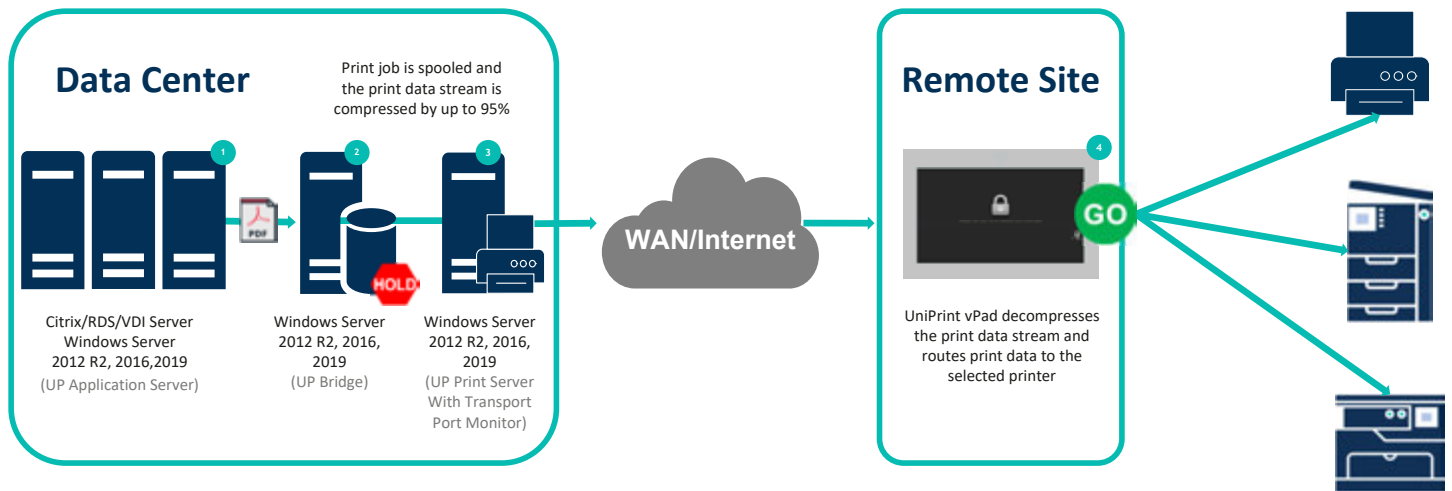 Data Center
Print job is spooled and
the print data stream is
compressed by up to 95%
1
2
3
PDF
HOLD
Citrix/RDS/VDI Server
Windows Server
2012 R2, 2016,2019
(UP Application Server)
Windows Server
2012 R2, 2016,
2019
(UP Bridge)
Windows Server
2012 R2, 2016,
2019
(UP Print Server
With Transport
Port Monitor)
WAN/Internet
Remote Site
4
GO
UniPrint vPad decompresses
the print data stream and
routes print data to the
selected printer